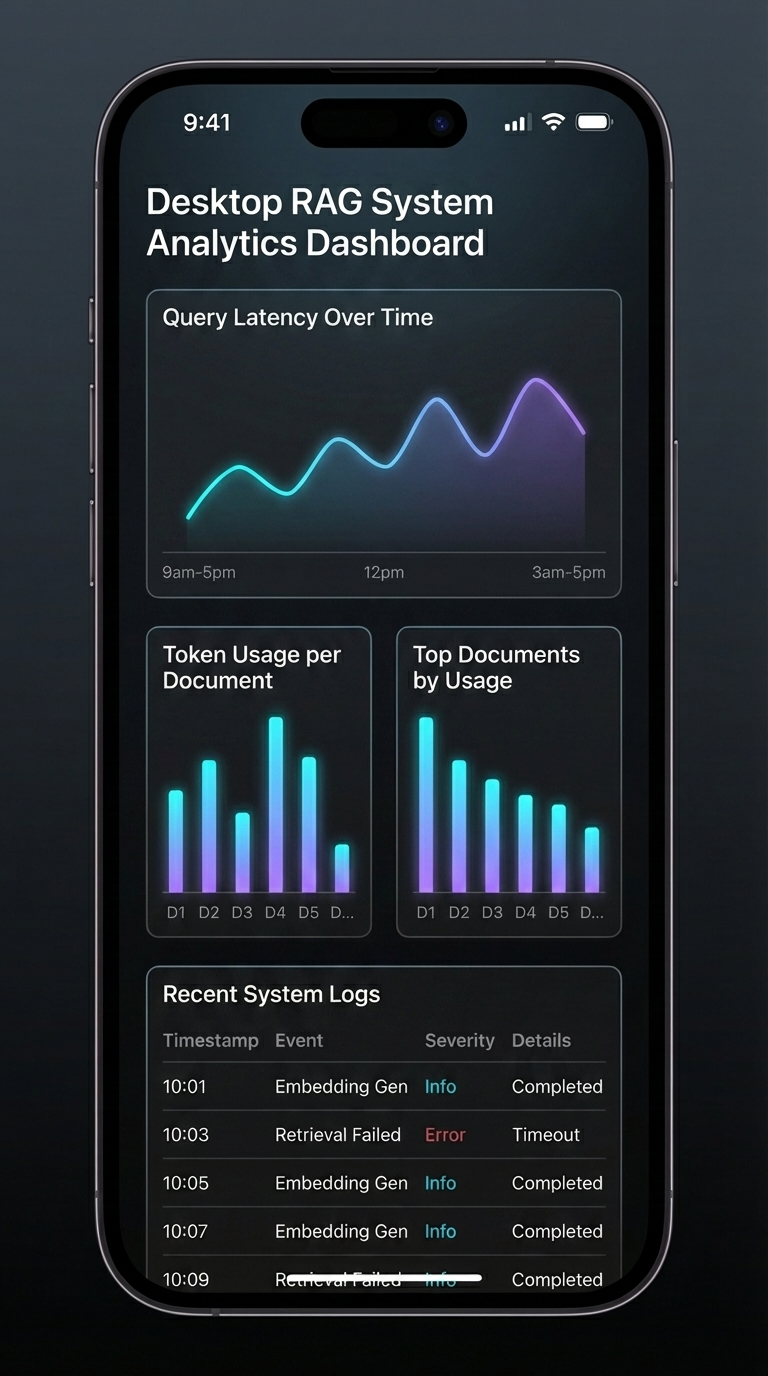 9:41
Desktop RAG System
Analytics Dashboard
Query Latency Over Time
9am-5pm 12pm 3am-5pm
Token Usage per
Document
D1 D2 D3 D4 D5 D...
Top Documents
by Usage
D1 D2 D3 D4 D5 D...
Recent System Logs
Timestamp Event Severity Details
10:01 Embedding Gen Info Completed
10:03 Retrieval Failed Error Timeout
10:05 Embedding Gen Info Completed
10:07 Embedding Gen Info Completed
10:09 Retrieval Failed Info Completed